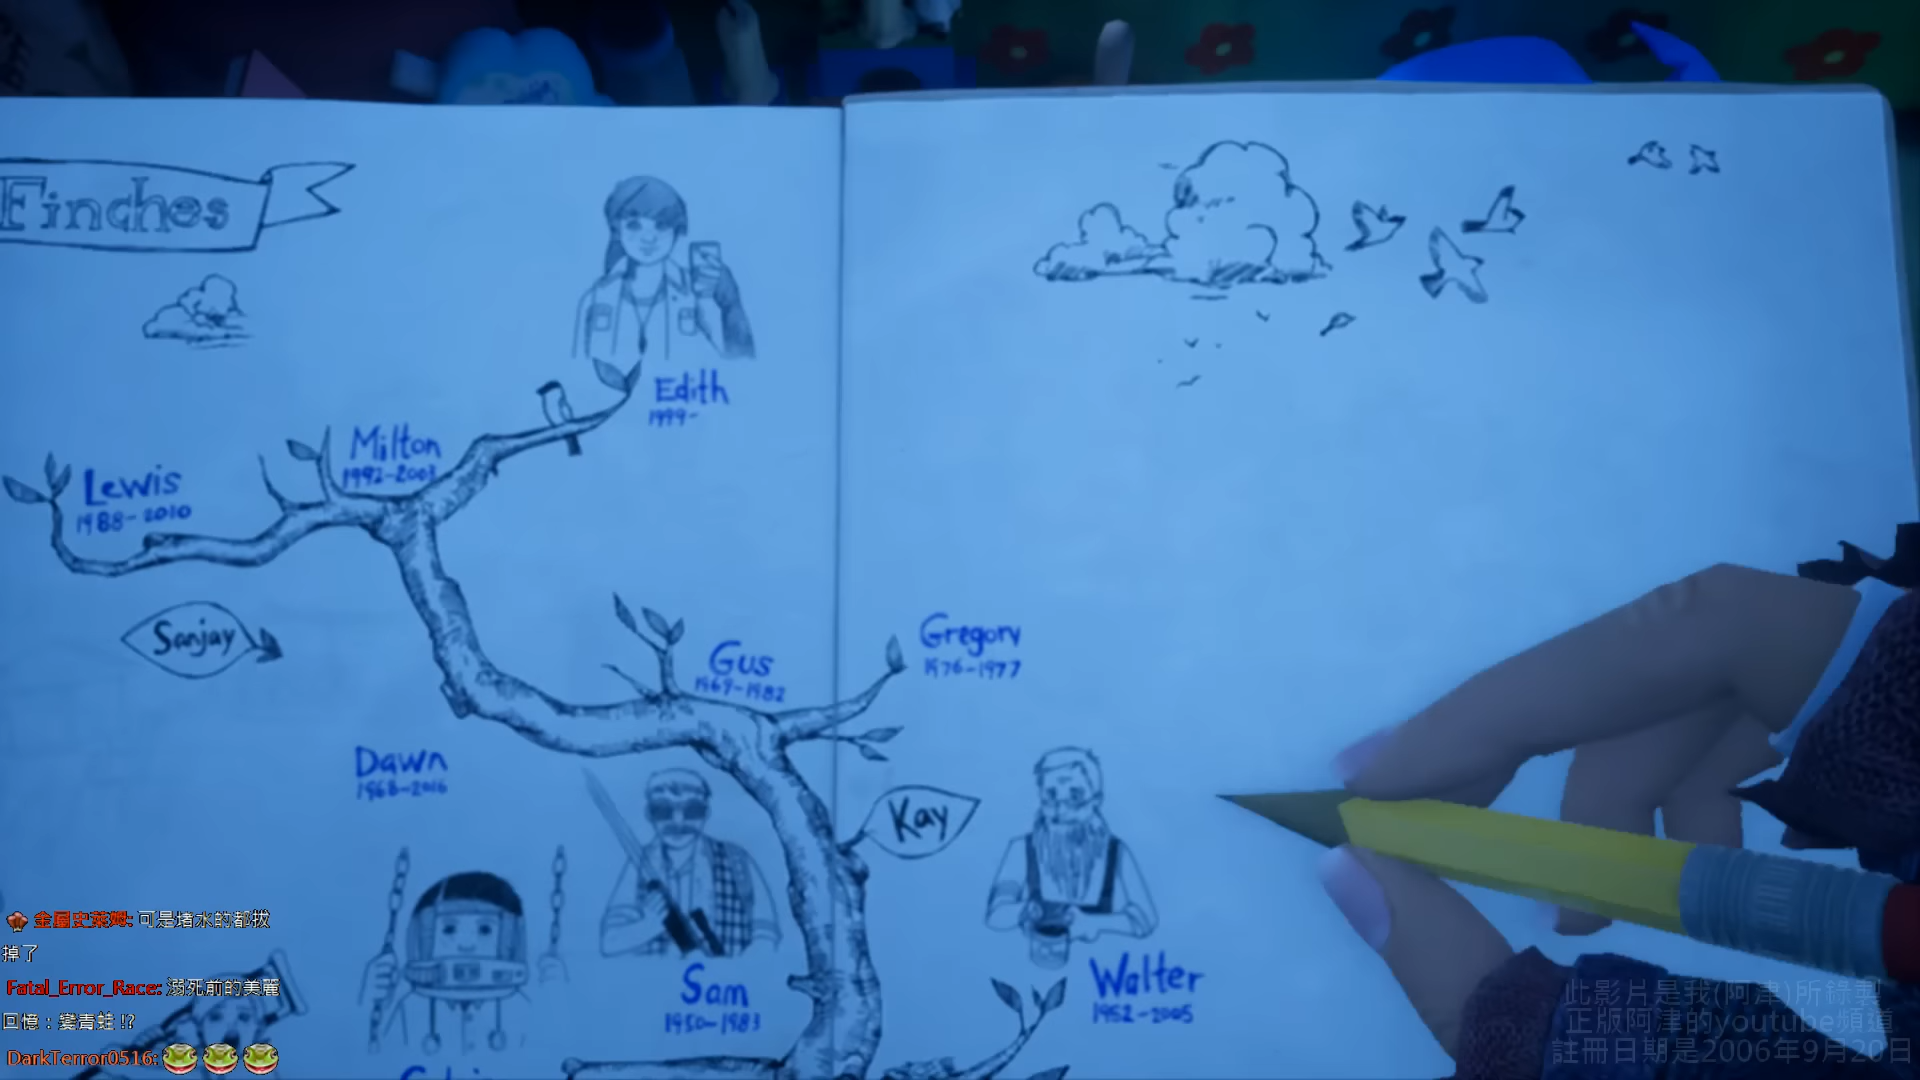 Finches
Edith
1999-
Milton
1992-2003
Lewis
1988-2010
Sanjay
Gregory
1976-1977
Gus
1969-1982
Dawn
1968-2016
Kay
Sam
1950-1983
Walter
1952-2005
金屬史萊姆: 可是堵水的都拔
掉了
Fatal_Error_Race: 溺死前的美麗
回憶：變青蛙!?
DarkTerror0516:
此影片是我(阿津)所錄製
正版阿津的youtube頻道
註冊日期是2006年9月20日